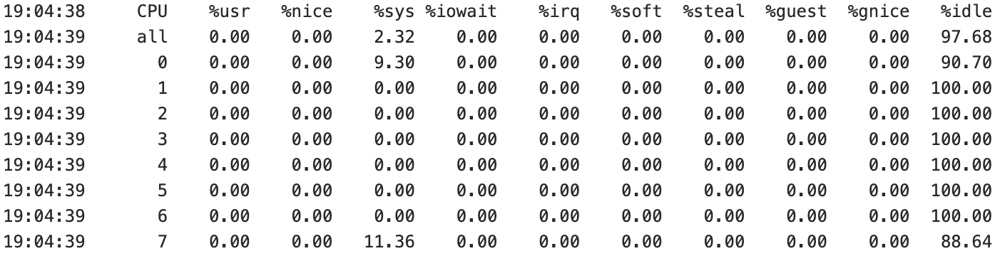 19:04:38     CPU    %usr   %nice    %sys %iowait    %irq   %soft  %steal  %guest  %gnice   %idle
19:04:39     all    0.00    0.00    2.32    0.00    0.00    0.00    0.00    0.00    0.00   97.68
19:04:39       0    0.00    0.00    9.30    0.00    0.00    0.00    0.00    0.00    0.00   90.70
19:04:39       1    0.00    0.00    0.00    0.00    0.00    0.00    0.00    0.00    0.00  100.00
19:04:39       2    0.00    0.00    0.00    0.00    0.00    0.00    0.00    0.00    0.00  100.00
19:04:39       3    0.00    0.00    0.00    0.00    0.00    0.00    0.00    0.00    0.00  100.00
19:04:39       4    0.00    0.00    0.00    0.00    0.00    0.00    0.00    0.00    0.00  100.00
19:04:39       5    0.00    0.00    0.00    0.00    0.00    0.00    0.00    0.00    0.00  100.00
19:04:39       6    0.00    0.00    0.00    0.00    0.00    0.00    0.00    0.00    0.00  100.00
19:04:39       7    0.00    0.00   11.36    0.00    0.00    0.00    0.00    0.00    0.00   88.64